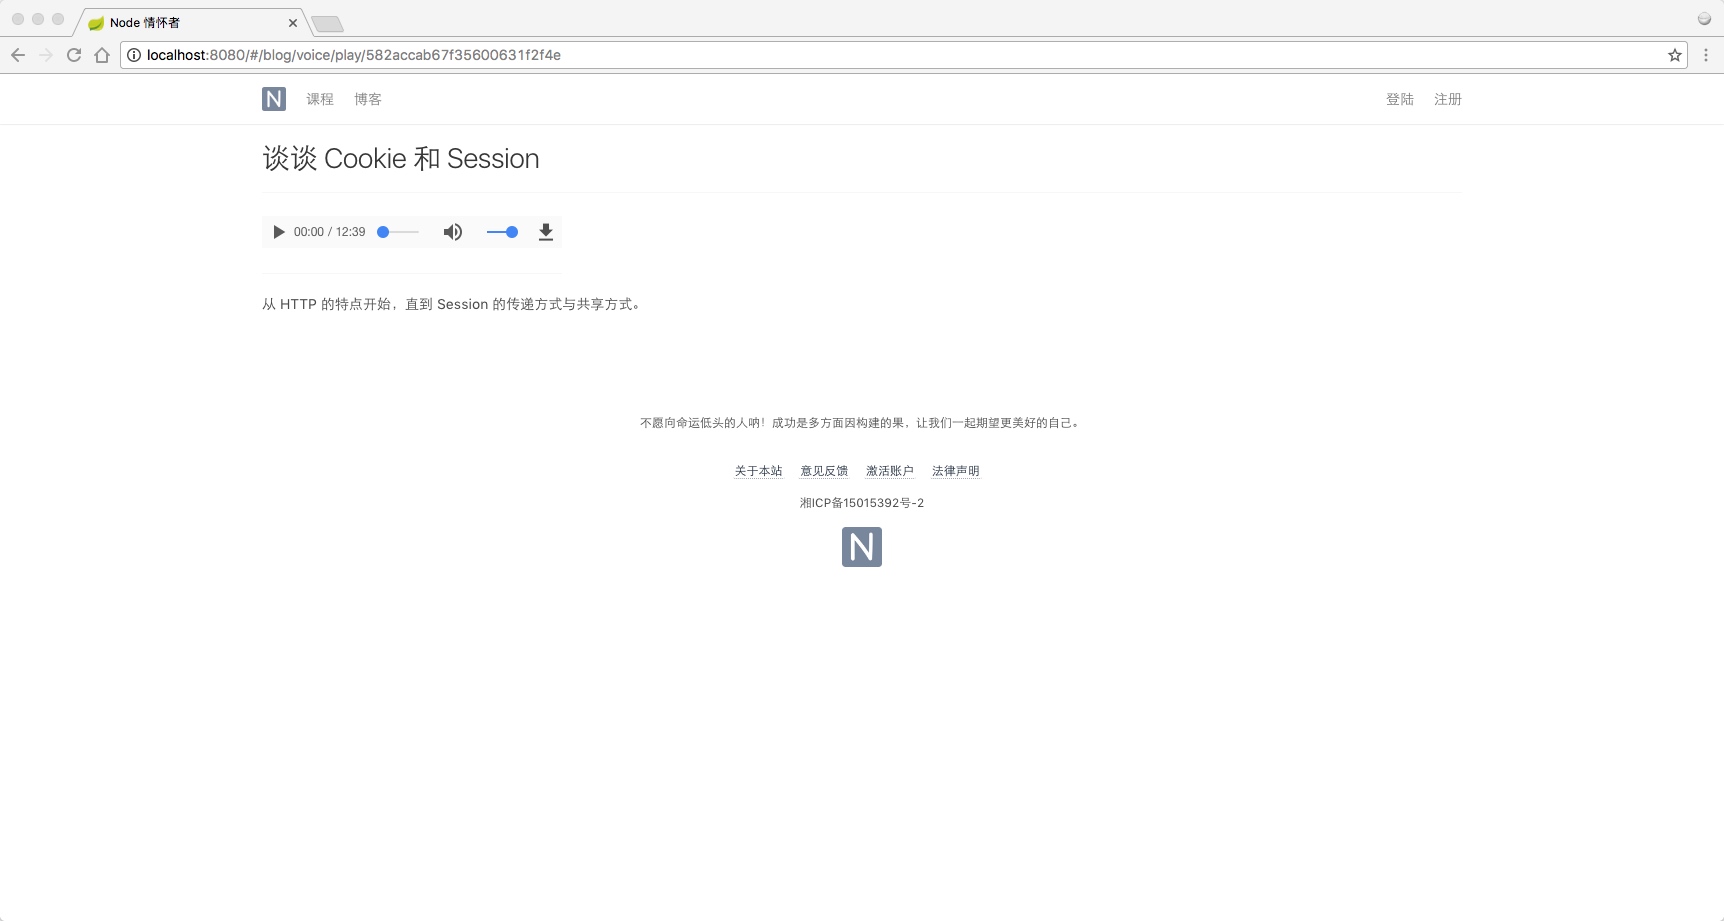 Node 情怀者
localhost:8080/#/blog/voice/play/582accab67f35600631f2f4e
N 课程 博客 登陆 注册
谈谈 Cookie 和 Session
00:00 / 12:39
从 HTTP 的特点开始，直到 Session 的传递方式与共享方式。
不愿向命运低头的人呐！成功是多方面因构建的果，让我们一起期望更美好的自己。
关于本站 意见反馈 激活账户 法律声明
湘ICP备15015392号-2
N